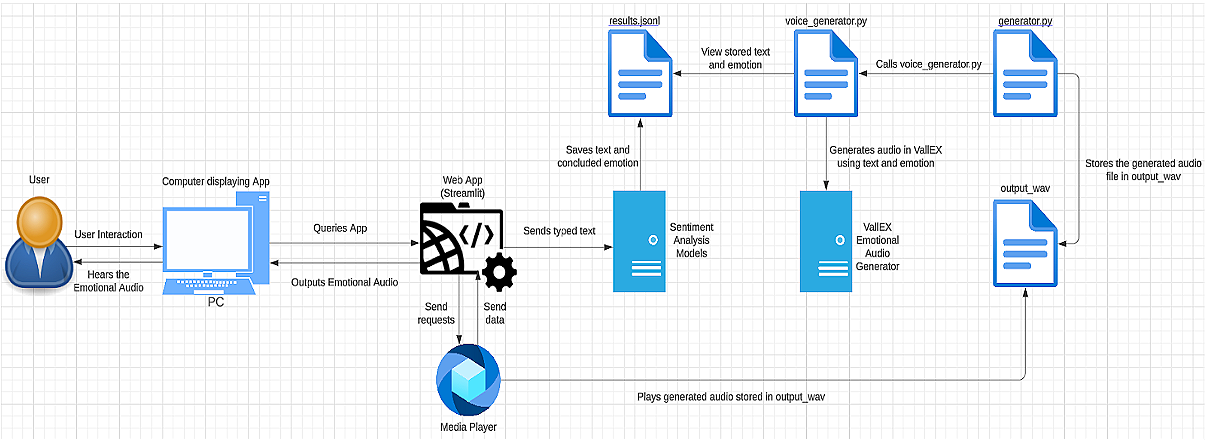 results.jsonl
voice_generator.py
generator.py
View stored text
and emotion
Calls voice_generator.py
Saves text and
concluded emotion
Generates audio in VallEX
using text and emotion
Stores the generated audio
file in output_wav
User
Computer displaying App
Web App
(Streamlit)
output_wav
User Interaction
Queries App
Sends typed text
Sentiment
Analysis
Models
VallEX
Emotional
Audio
Generator
Hears the
Emotional Audio
Outputs Emotional Audio
PC
Send
requests
Send
data
Plays generated audio stored in output_wav
Media Player